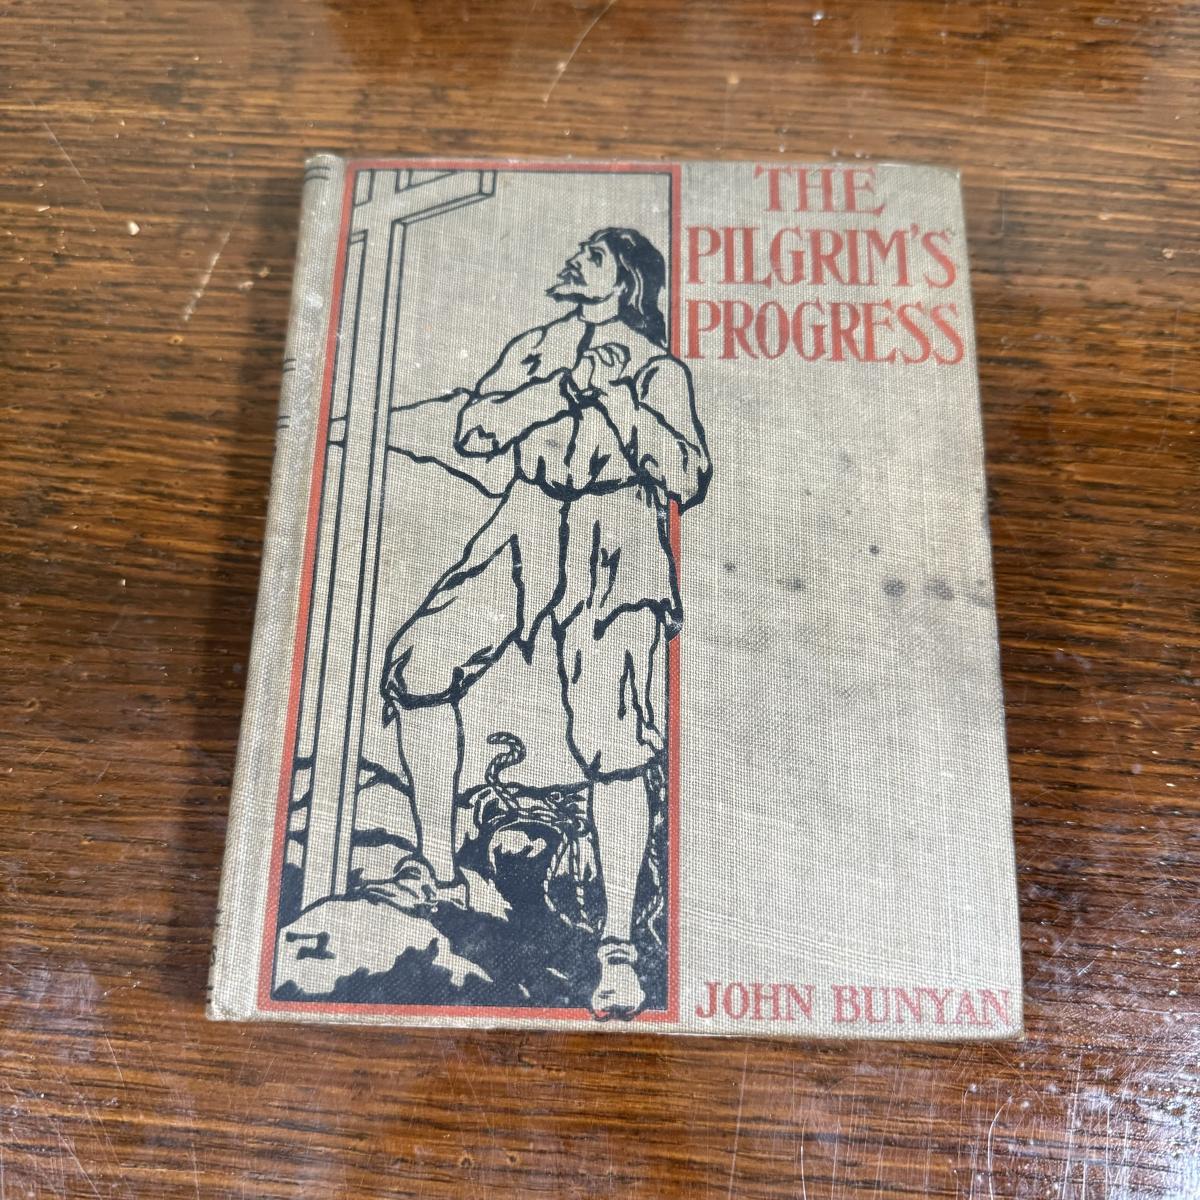 THE
PILGRIM'S
PROGRESS
JOHN BUNYAN